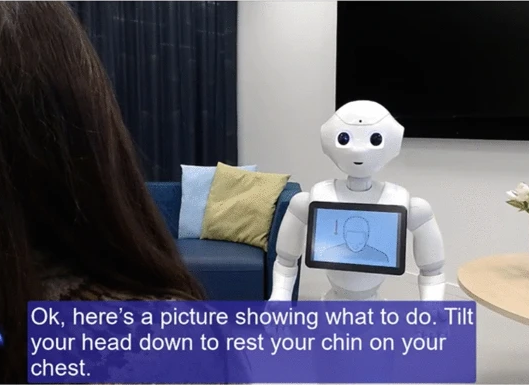 Ok, here's a picture showing what to do. Tilt
your head down to rest your chin on your
chest.